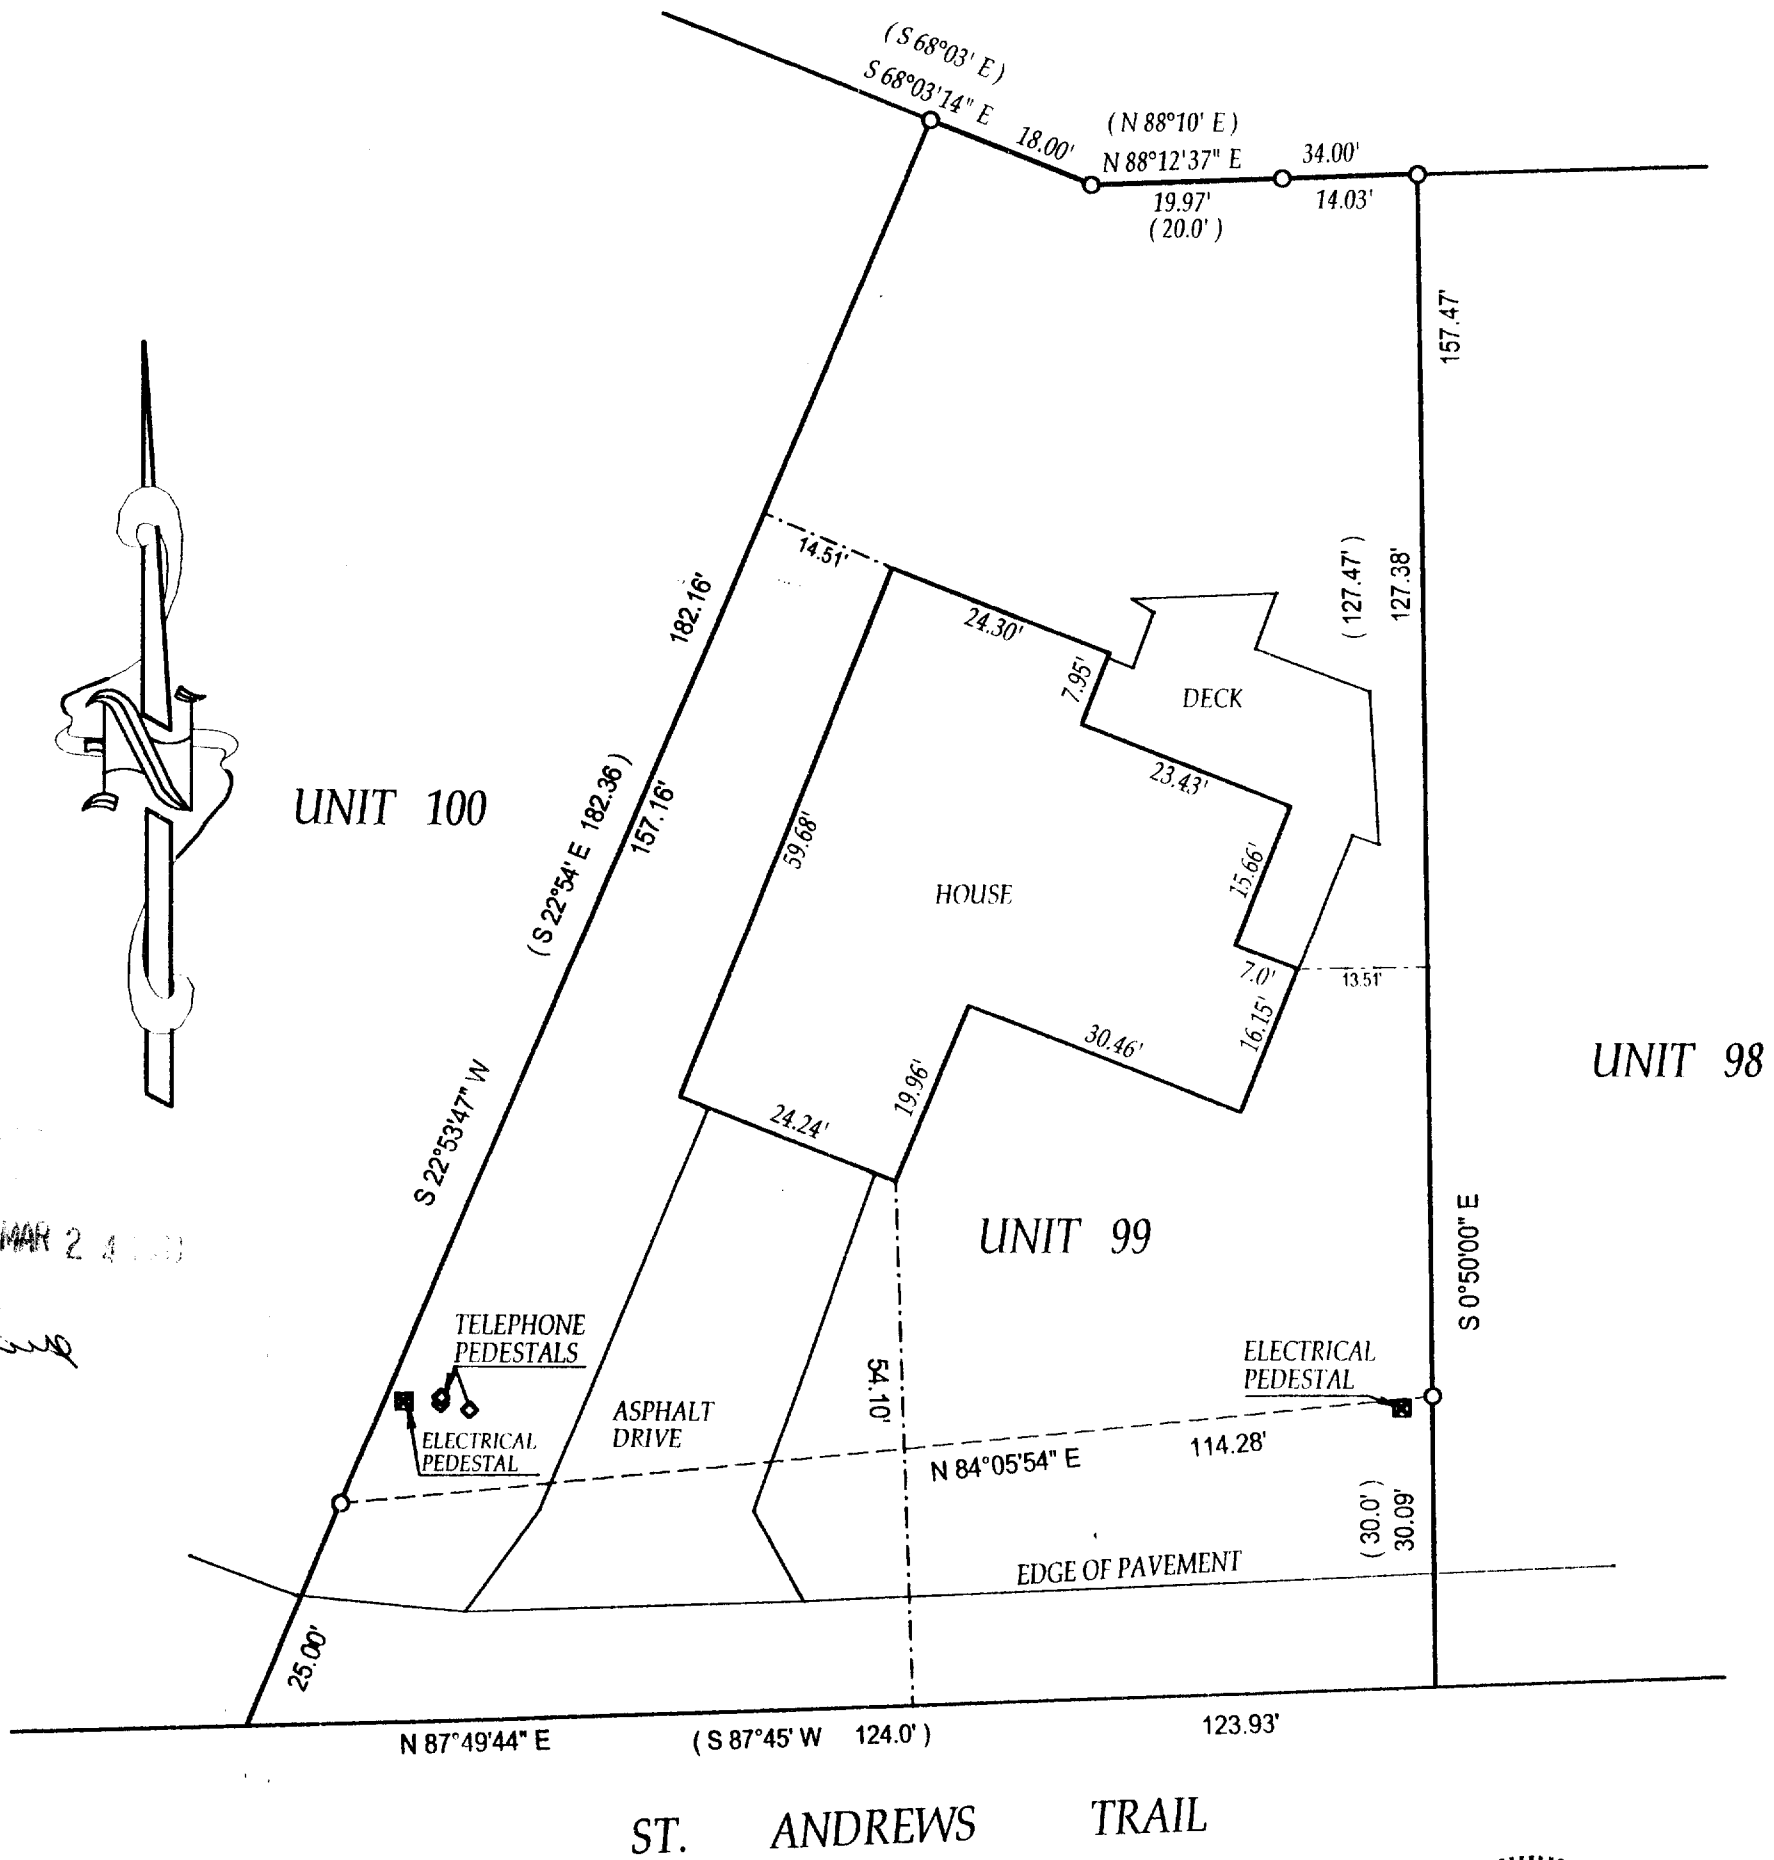 ( S 68°03' E )
S 68°03'14" E
18.00'
( N 88°10' E )
N 88°12'37" E
34.00'
19.97'
( 20.0' )
14.03'
157.47'
14.51'
182.16'
24.30'
7.95'
( 127.47' )
127.38'
DECK
23.43'
UNIT 100
( S 22°54' E 182.36 )
157.16'
59.68'
HOUSE
15.66'
7.0'
13.51'
16.15'
30.46'
UNIT 98
19.96'
24.24'
S 22°53'47" W
MAR 2 4
UNIT 99
S 0°50'00" E
TELEPHONE
PEDESTALS
ELECTRICAL
PEDESTAL
54.10'
ASPHALT
DRIVE
ELECTRICAL
PEDESTAL
N 84°05'54" E
114.28'
( 30.0' )
30.09'
EDGE OF PAVEMENT
25.00'
N 87°49'44" E
( S 87°45' W 124.0' )
123.93'
ST. ANDREWS TRAIL